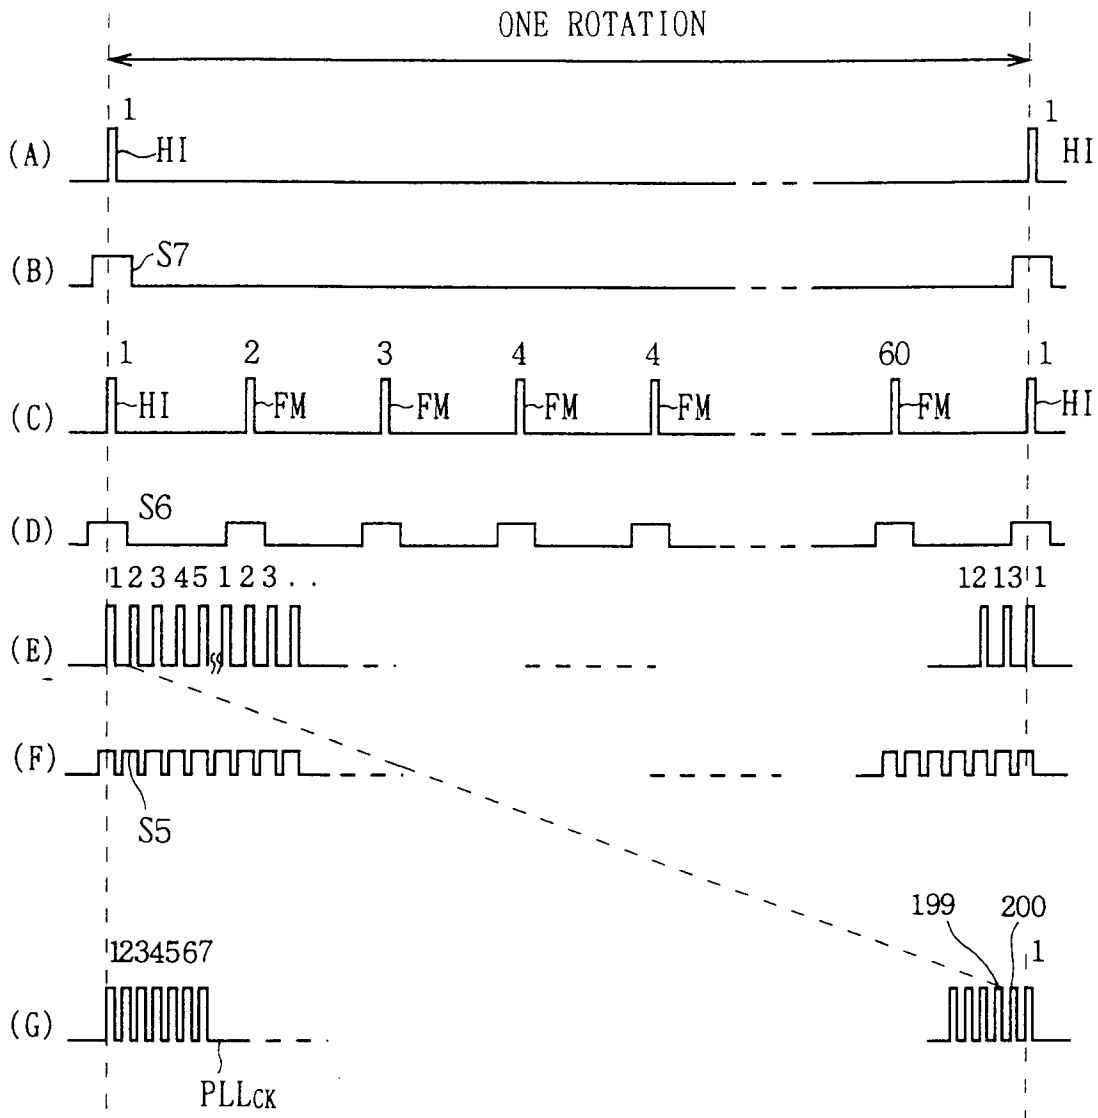 ONE ROTATION
1 1
(A) HI HI
(B) S7
1 2 3 4 4 60 1
(C) HI FM FM FM FM FM HI
(D) S6
1 2 3 4 5 1 2 3 . . 12 13 1
(E)
(F)
S5
199 200
1234567 1
(G)
PLLCK